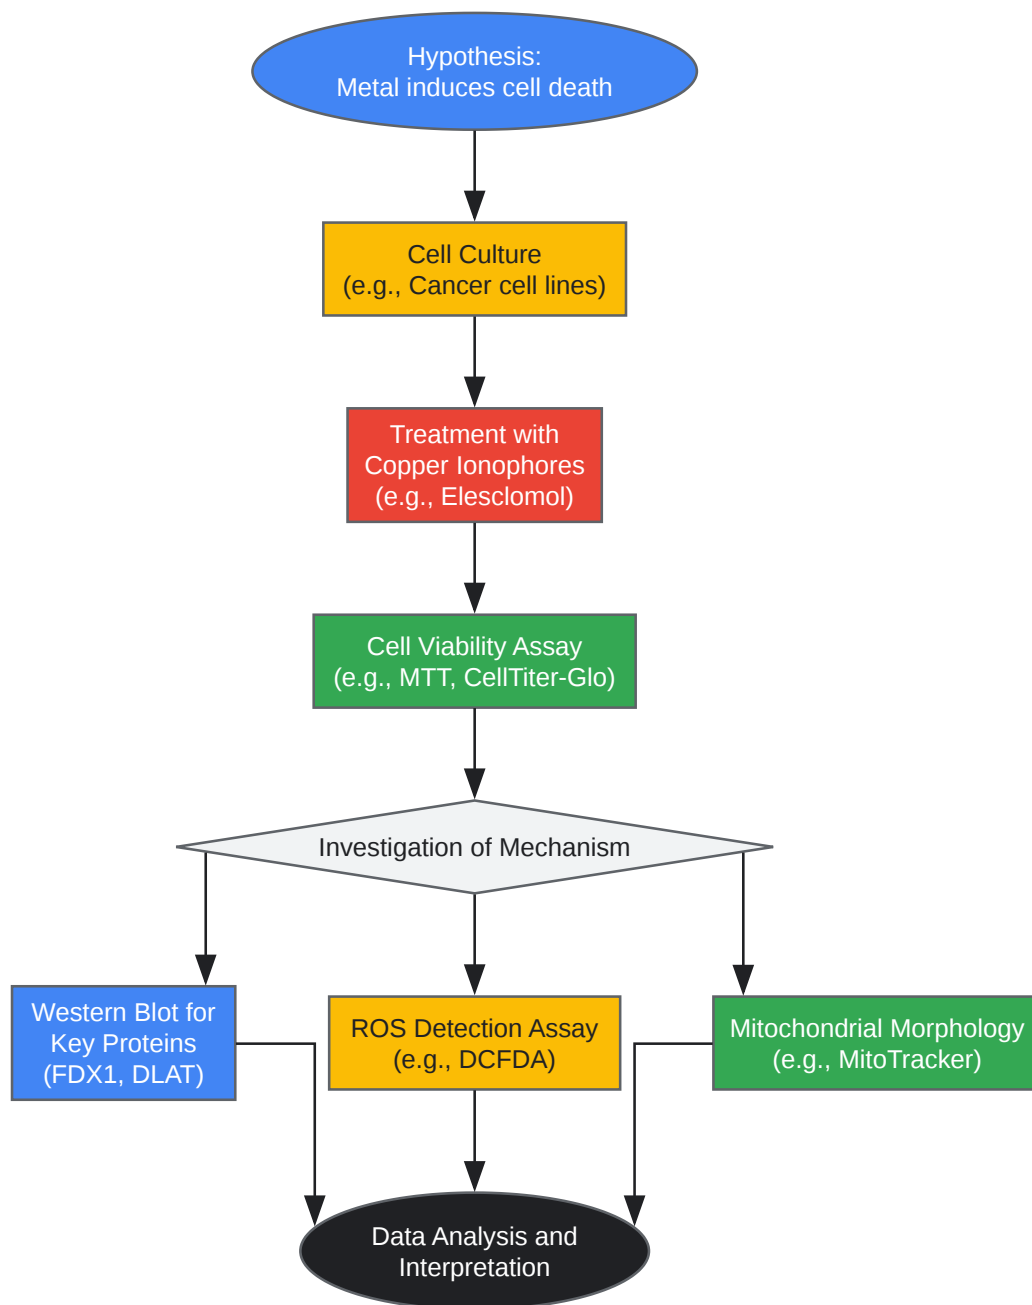 Hypothesis:
Metal induces cell death
Cell Culture
(e.g., Cancer cell lines)
Treatment with
Copper Ionophores
(e.g., Elesclomol)
Cell Viability Assay
(e.g., MTT, CellTiter-Glo)
Investigation of Mechanism
Western Blot for
Key Proteins
(FDX1, DLAT)
ROS Detection Assay
(e.g., DCFDA)
Mitochondrial Morphology
(e.g., MitoTracker)
Data Analysis and
Interpretation